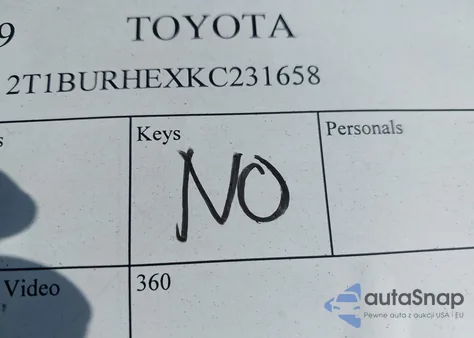 9 TOYOTA
2T1BURHEXKC231658
s Keys Personals
NO
Video 360
autaSnap
Pewne auta z aukcji USA i EU